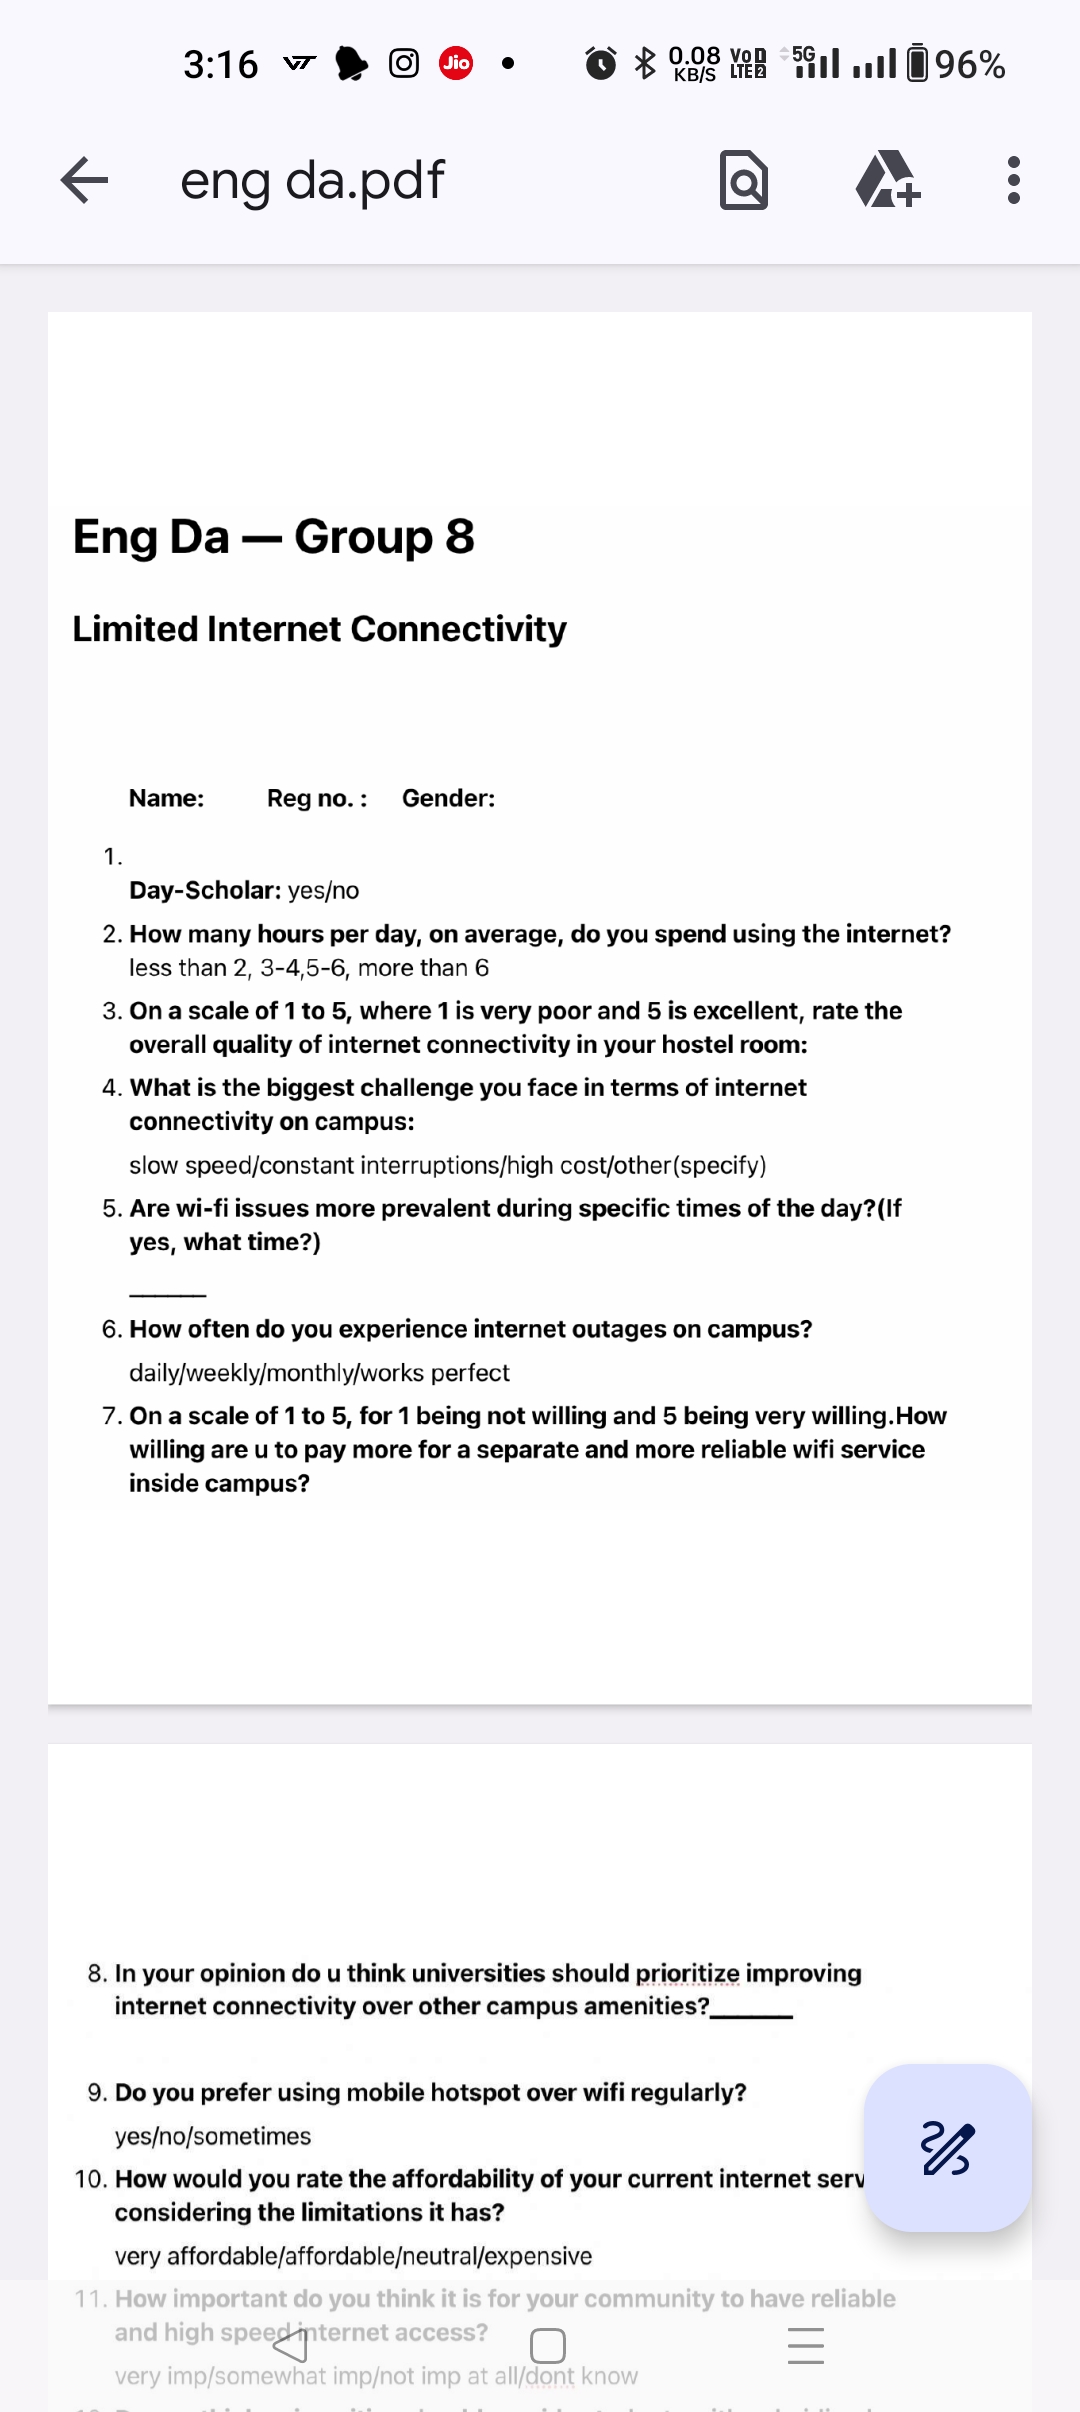 3:16 Jio 0.08 KB/S VoD LTE 2 5G 96%
eng da.pdf
Eng Da — Group 8
Limited Internet Connectivity
Name: Reg no. : Gender:
1.
Day-Scholar: yes/no
2. How many hours per day, on average, do you spend using the internet?
less than 2, 3-4,5-6, more than 6
3. On a scale of 1 to 5, where 1 is very poor and 5 is excellent, rate the
overall quality of internet connectivity in your hostel room:
4. What is the biggest challenge you face in terms of internet
connectivity on campus:
slow speed/constant interruptions/high cost/other(specify)
5. Are wi-fi issues more prevalent during specific times of the day?(If
yes, what time?)
______
6. How often do you experience internet outages on campus?
daily/weekly/monthly/works perfect
7. On a scale of 1 to 5, for 1 being not willing and 5 being very willing.How
willing are u to pay more for a separate and more reliable wifi service
inside campus?
8. In your opinion do u think universities should prioritize improving
internet connectivity over other campus amenities?______
9. Do you prefer using mobile hotspot over wifi regularly?
yes/no/sometimes
10. How would you rate the affordability of your current internet serv
considering the limitations it has?
very affordable/affordable/neutral/expensive
11. How important do you think it is for your community to have reliable
and high speed internet access?
very imp/somewhat imp/not imp at all/dont know